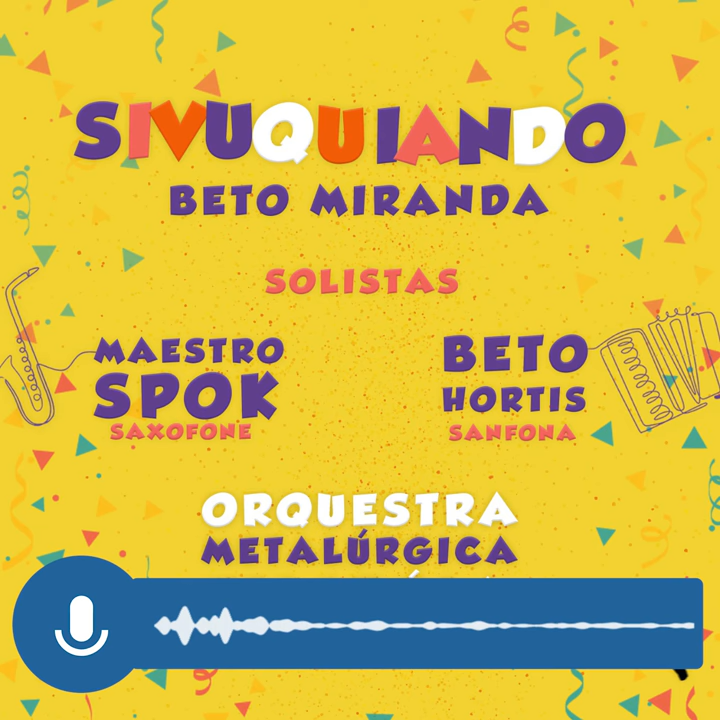 SIVUQUIANDO
BETO MIRANDA
SOLISTAS
MAESTRO
SPOK
SAXOFONE
BETO
HORTIS
SANFONA
ORQUESTRA
METALÚRGICA